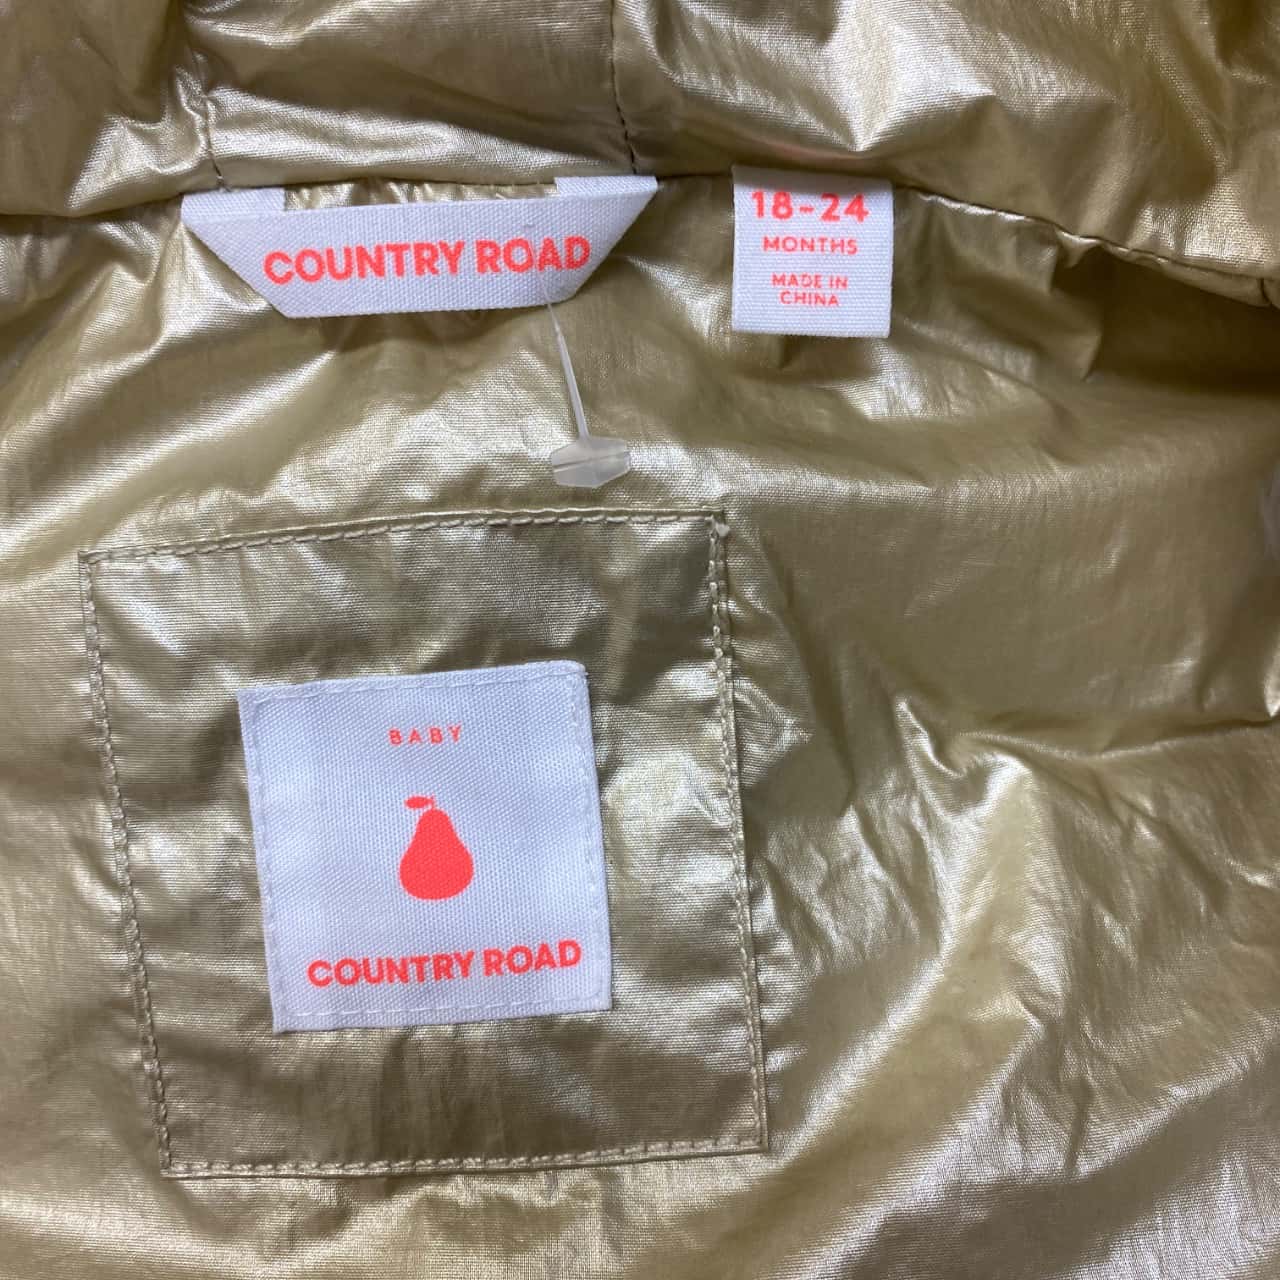 COUNTRY ROAD
18-24
MONTHS
MADE IN
CHINA
BABY
COUNTRY ROAD